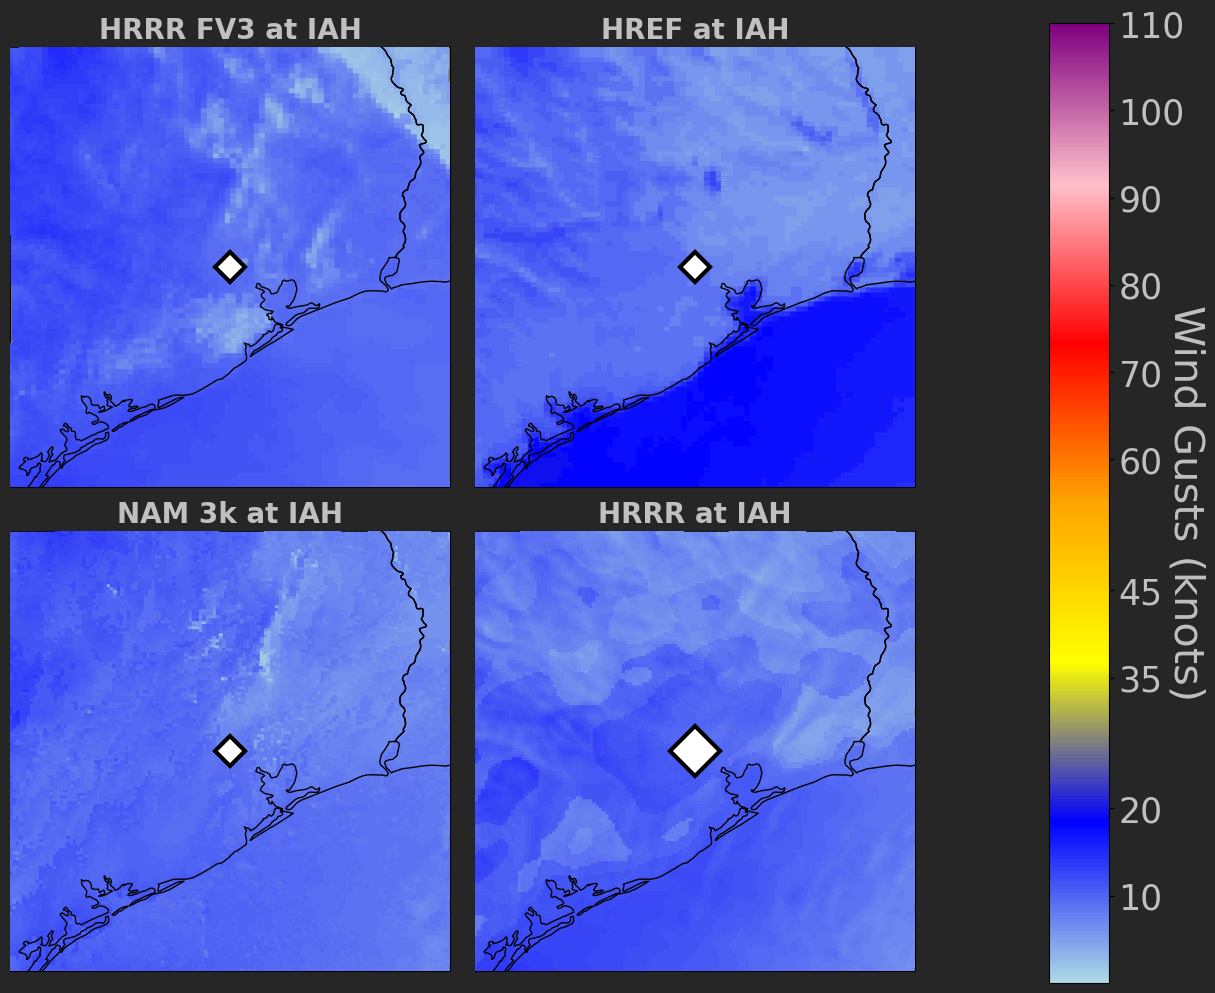 HRRR FV3 at IAH
HREF at IAH
NAM 3k at IAH
HRRR at IAH
110
100
90
80
70
60
45
35
20
10
Wind Gusts (knots)